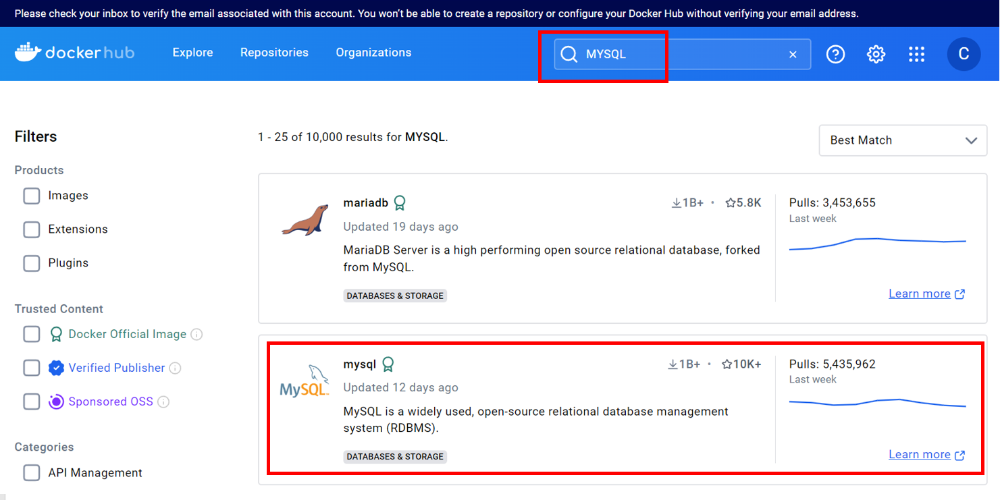 Please check your inbox to verify the email associated with this account. You won’t be able to create a repository or configure your Docker Hub without verifying your email address.
dockerhub
Explore
Repositories
Organizations
MYSQL
C
Filters
Products
Images
Extensions
Plugins
Trusted Content
Docker Official Image
Verified Publisher
Sponsored OSS
Categories
API Management
1 - 25 of 10,000 results for MYSQL.
Best Match
mariadb
1B+ • 5.8K
Updated 19 days ago
MariaDB Server is a high performing open source relational database, forked
from MySQL.
DATABASES & STORAGE
Pulls: 3,453,655
Last week
Learn more
MySQL
mysql
1B+ • 10K+
Updated 12 days ago
MySQL is a widely used, open-source relational database management
system (RDBMS).
DATABASES & STORAGE
Pulls: 5,435,962
Last week
Learn more